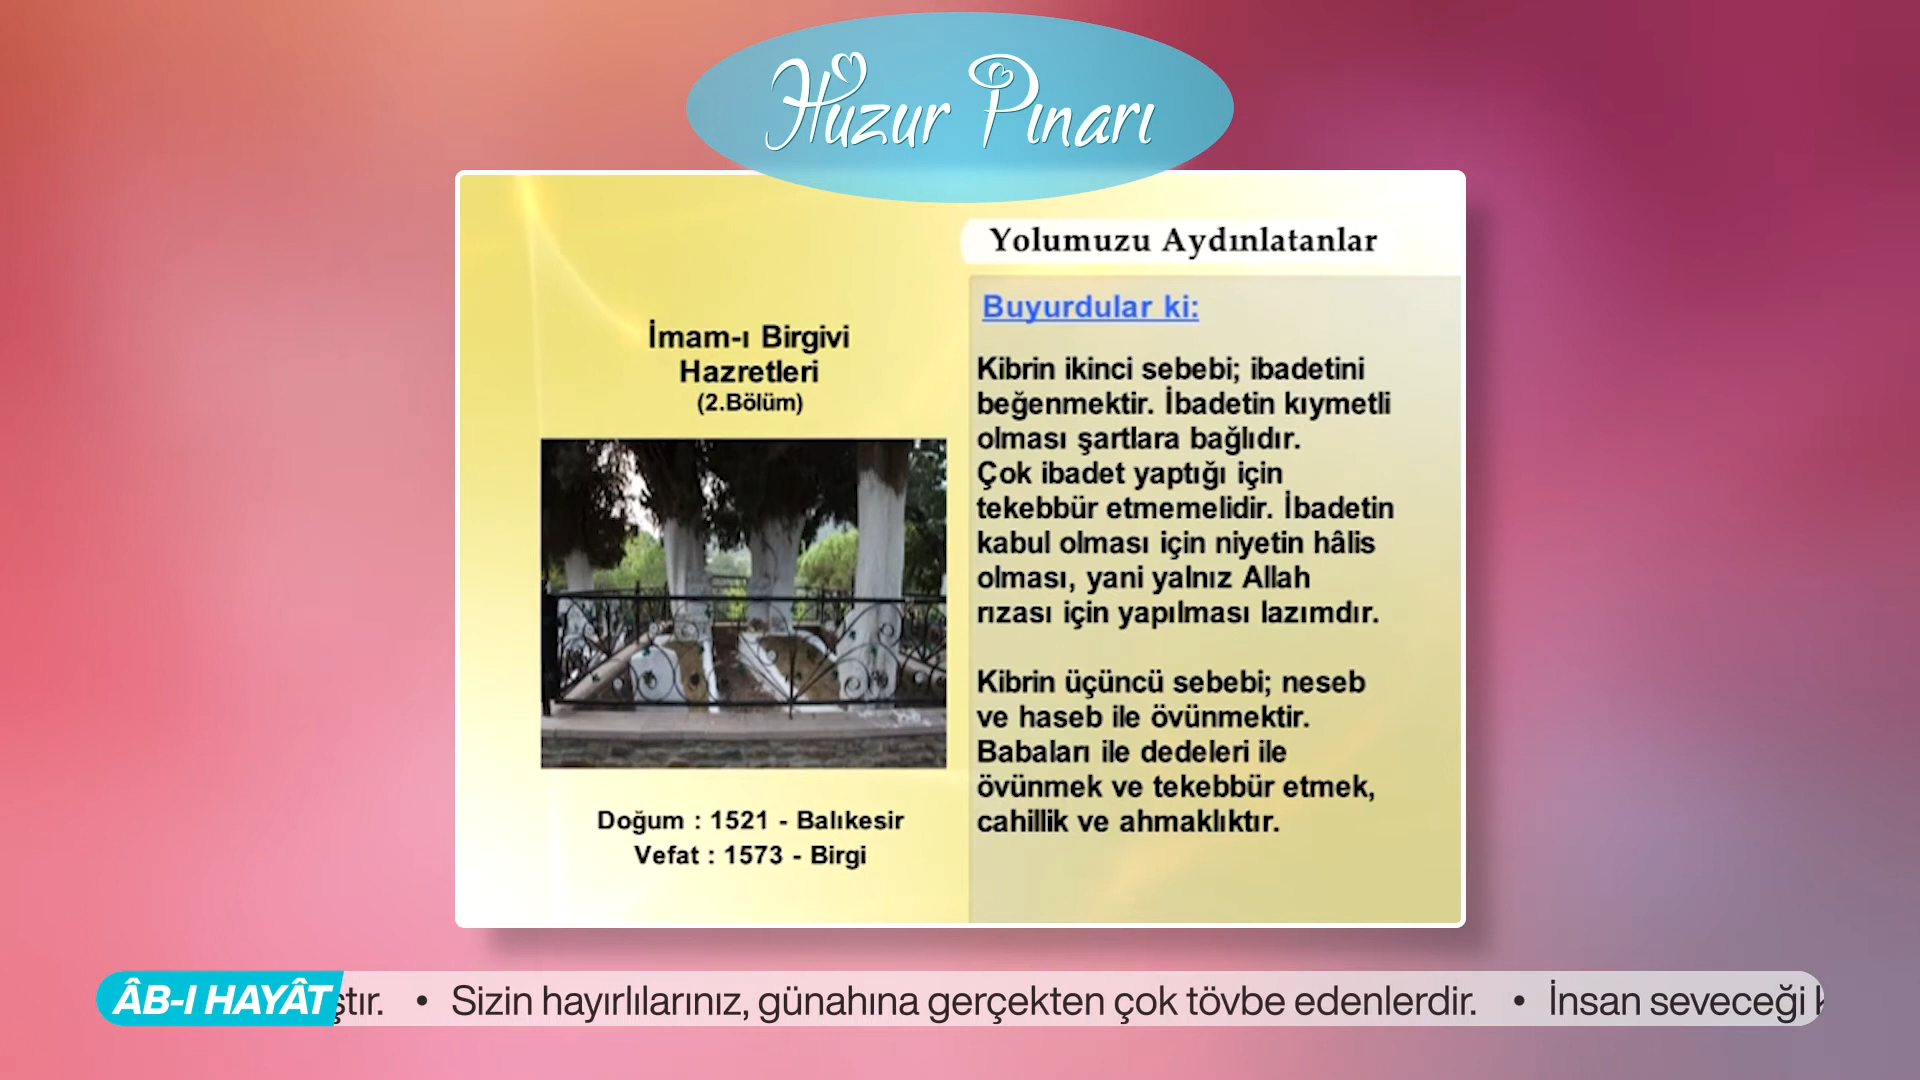 Huzur Pınarı
Yolumuzu Aydınlatanlar
İmam-ı Birgivi
Hazretleri
(2.Bölüm)
Doğum : 1521 - Balıkesir
Vefat : 1573 - Birgi
Buyurdular ki:
Kibrin ikinci sebebi; ibadetini
beğenmektir. İbadetin kıymetli
olması şartlara bağlıdır.
Çok ibadet yaptığı için
tekebbür etmemelidir. İbadetin
kabul olması için niyetin hâlis
olması, yani yalnız Allah
rızası için yapılması lazımdır.
Kibrin üçüncü sebebi; neseb
ve haseb ile övünmektir.
Babaları ile dedeleri ile
övünmek ve tekebbür etmek,
cahillik ve ahmaklıktır.
ÂB-I HAYÂT ştır. • Sizin hayırlılarınız, günahına gerçekten çok tövbe edenlerdir. • İnsan seveceği